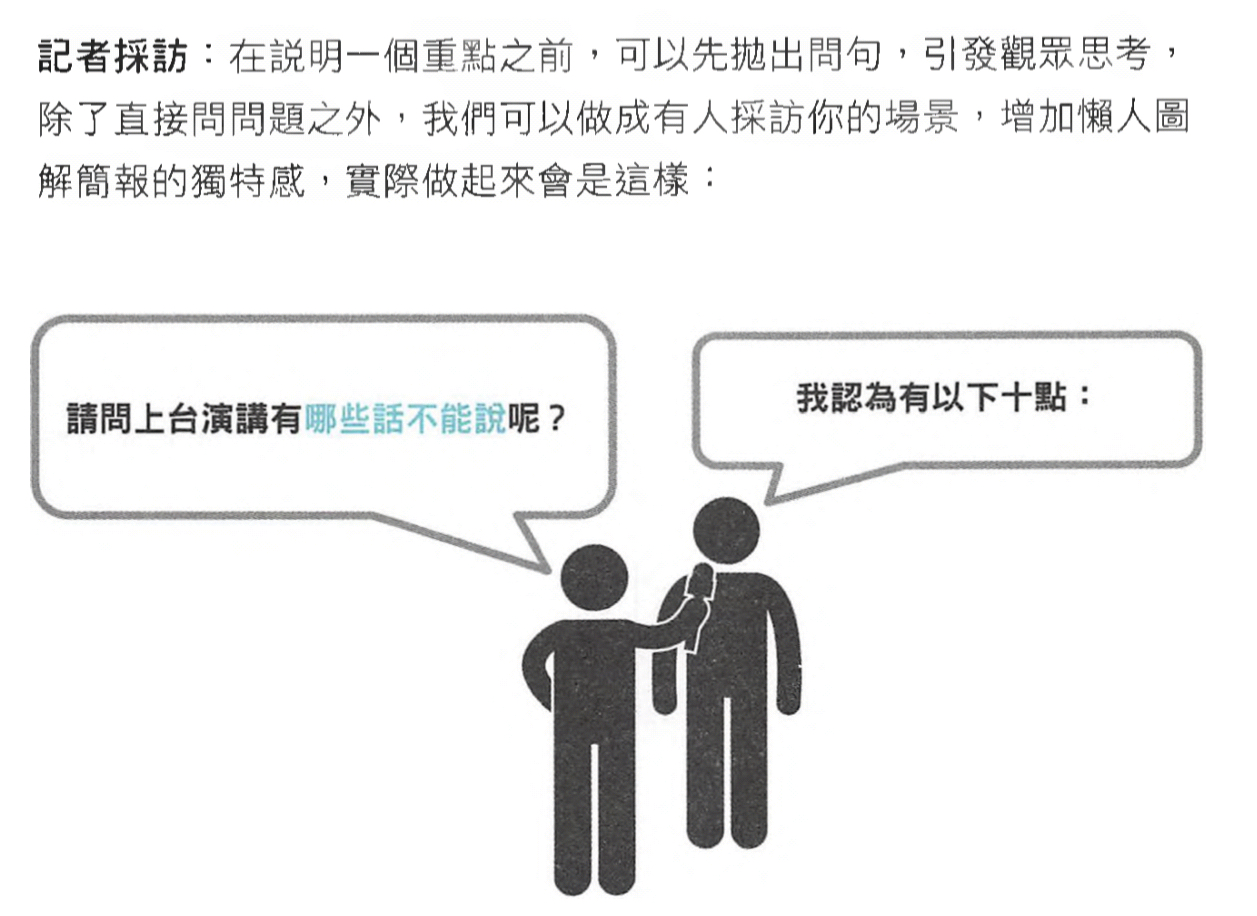 記者採訪：在説明一個重點之前，可以先拋出問句，引發觀眾思考，
除了直接問問題之外，我們可以做成有人採訪你的場景，增加懶人圖
解簡報的獨特感，實際做起來會是這樣：
請問上台演講有哪些話不能說呢？
我認為有以下十點：